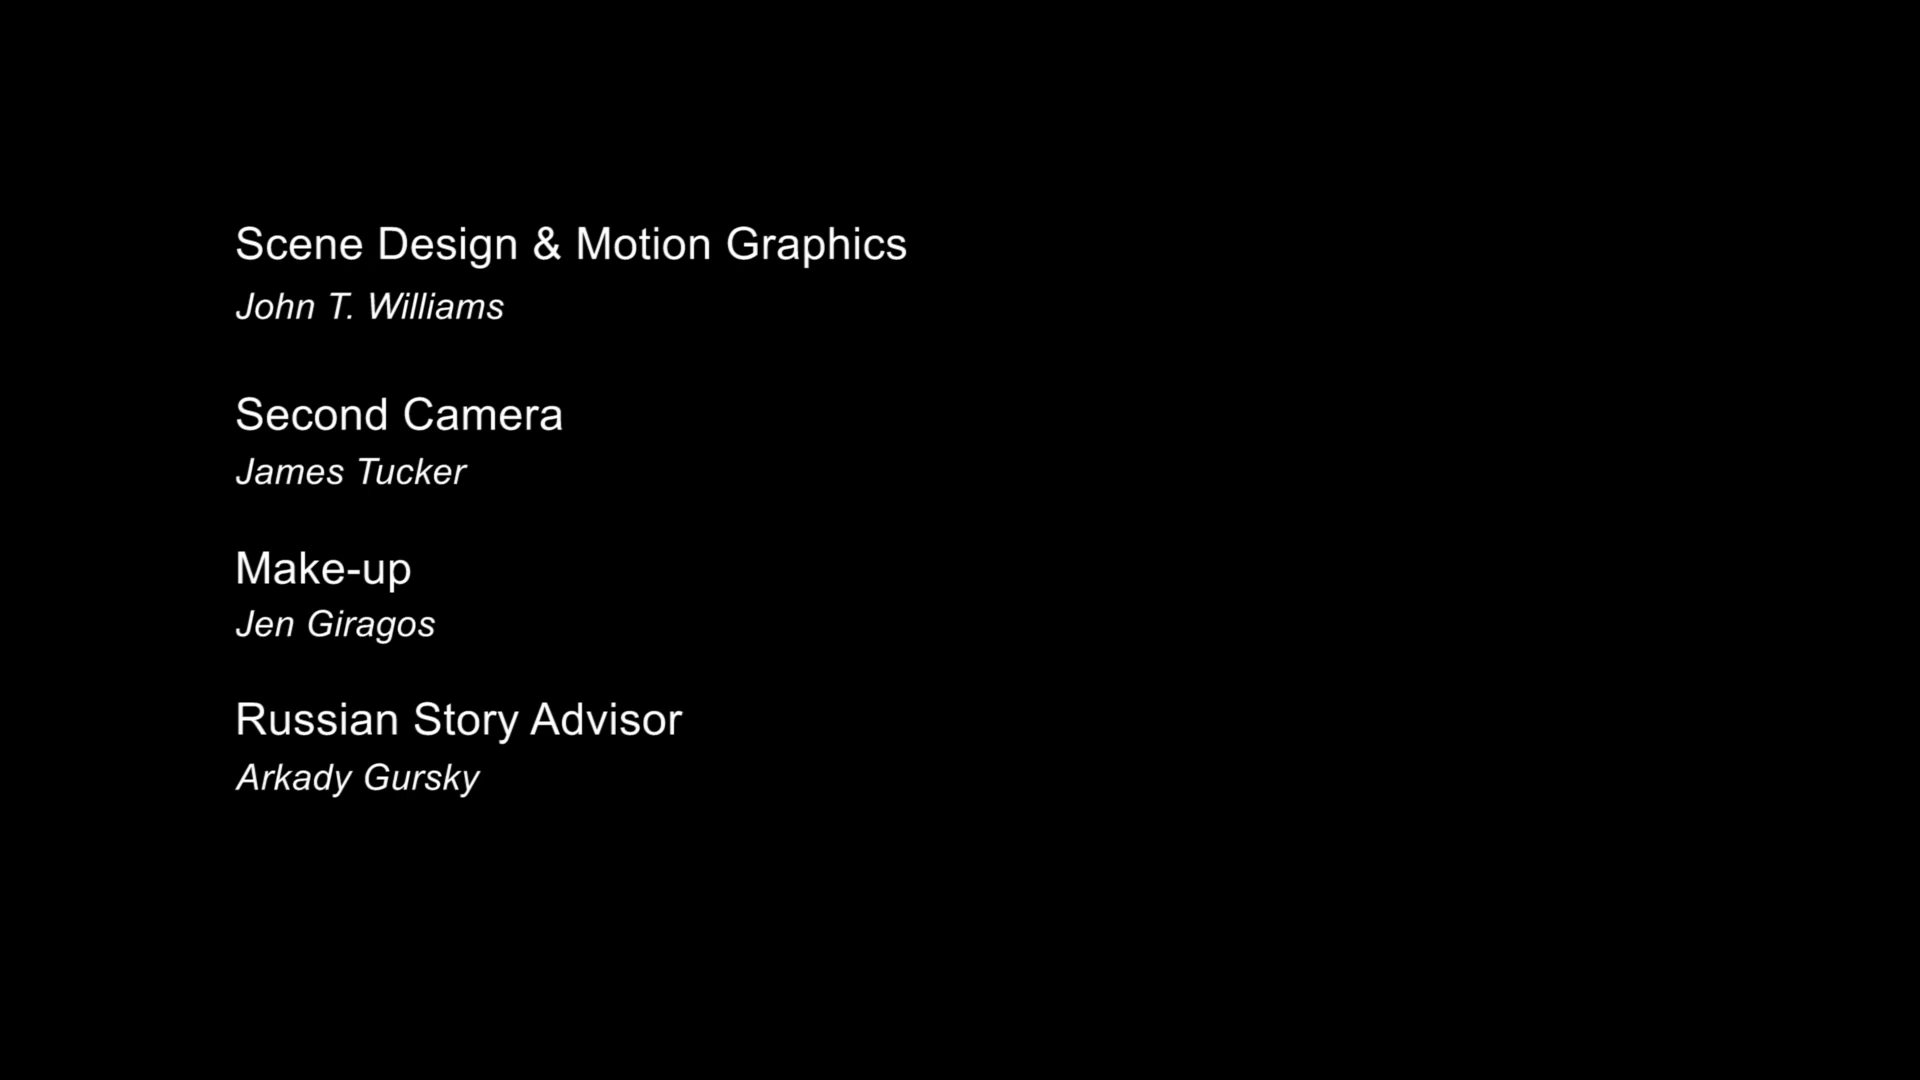 Scene Design & Motion Graphics
John T. Williams
Second Camera
James Tucker
Make-up
Jen Giragos
Russian Story Advisor
Arkady Gursky